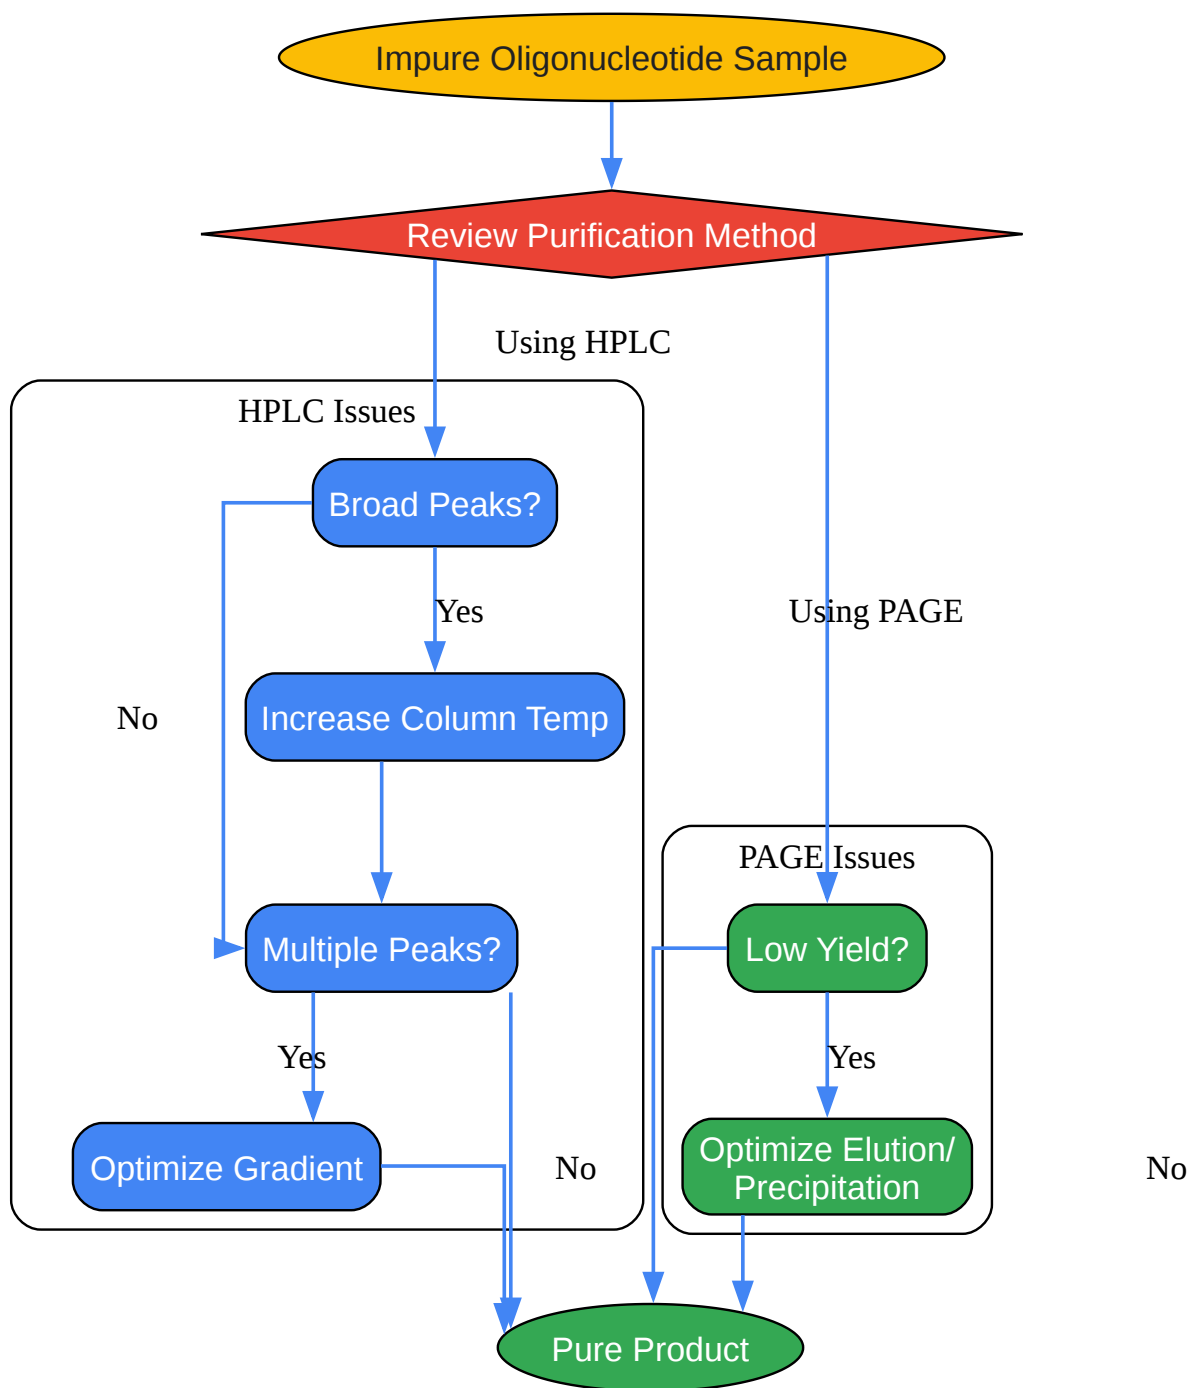 Impure Oligonucleotide Sample
Review Purification Method
Using HPLC
HPLC Issues
Broad Peaks?
Yes
Using PAGE
Increase Column Temp
No
PAGE Issues
Multiple Peaks?
Low Yield?
Yes
Yes
Optimize Gradient
No
Optimize Elution/
Precipitation
No
Pure Product